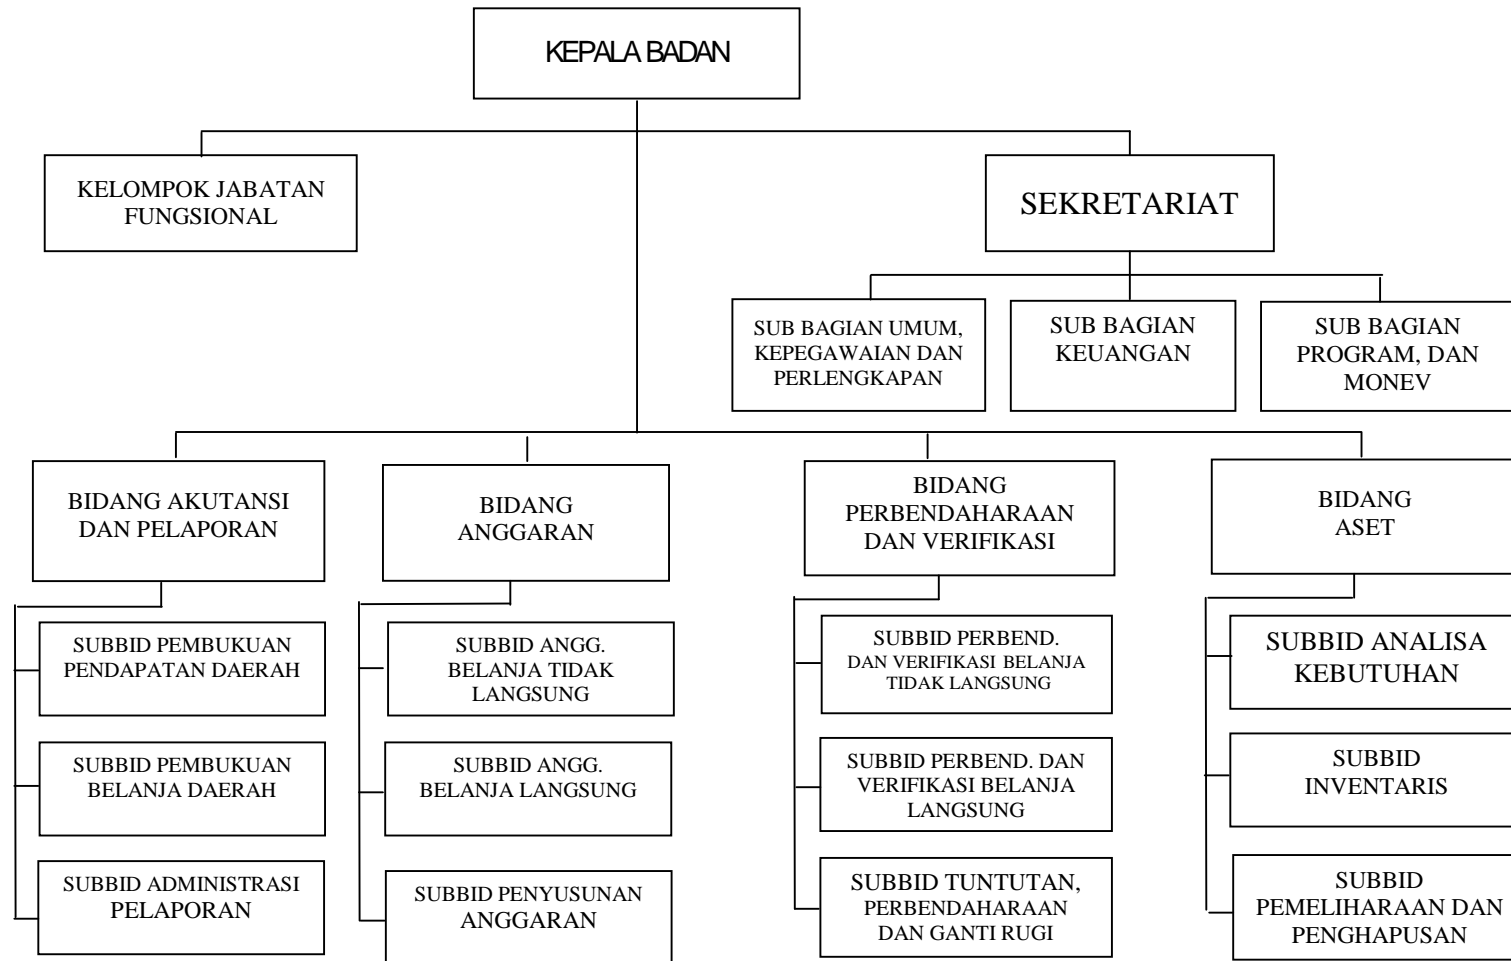 KEPALA BADAN
KELOMPOK JABATAN
FUNGSIONAL
SEKRETARIAT
SUB BAGIAN UMUM,
KEPEGAWAIAN DAN
PERLENGKAPAN
SUB BAGIAN
KEUANGAN
SUB BAGIAN
PROGRAM, DAN
MONEV
BIDANG AKUTANSI
DAN PELAPORAN
BIDANG
ANGGARAN
BIDANG
PERBENDAHARAAN
DAN VERIFIKASI
BIDANG
ASET
SUBBID PEMBUKUAN
PENDAPATAN DAERAH
SUBBID ANGG.
BELANJA TIDAK
LANGSUNG
SUBBID PERBEND.
DAN VERIFIKASI BELANJA
TIDAK LANGSUNG
SUBBID ANALISA
KEBUTUHAN
SUBBID PEMBUKUAN
BELANJA DAERAH
SUBBID ANGG.
BELANJA LANGSUNG
SUBBID PERBEND. DAN
VERIFIKASI BELANJA
LANGSUNG
SUBBID
INVENTARIS
SUBBID ADMINISTRASI
PELAPORAN
SUBBID PENYUSUNAN
ANGGARAN
SUBBID TUNTUTAN,
PERBENDAHARAAN
DAN GANTI RUGI
SUBBID
PEMELIHARAAN DAN
PENGHAPUSAN